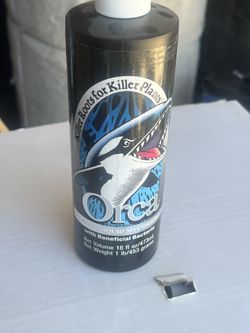 Killer Roots for Killer Plants
Orca
with Beneficial Bacteria
Net Volume 16 fl oz/473ml
Net Weight 1 lb/453 grams